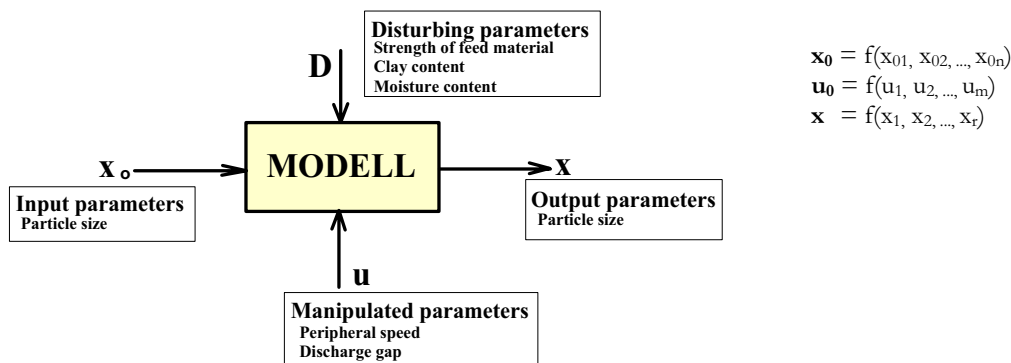 Disturbing parameters
Strength of feed material
Clay content
Moisture content
D
x₀ = f(x₀₁, x₀₂, ..., x₀ₙ)
u₀ = f(u₁, u₂, ..., uₘ)
x = f(x₁, x₂, ..., xᵣ)
x o
MODELL
x
Input parameters
Particle size
Output parameters
Particle size
u
Manipulated parameters
Peripheral speed
Discharge gap